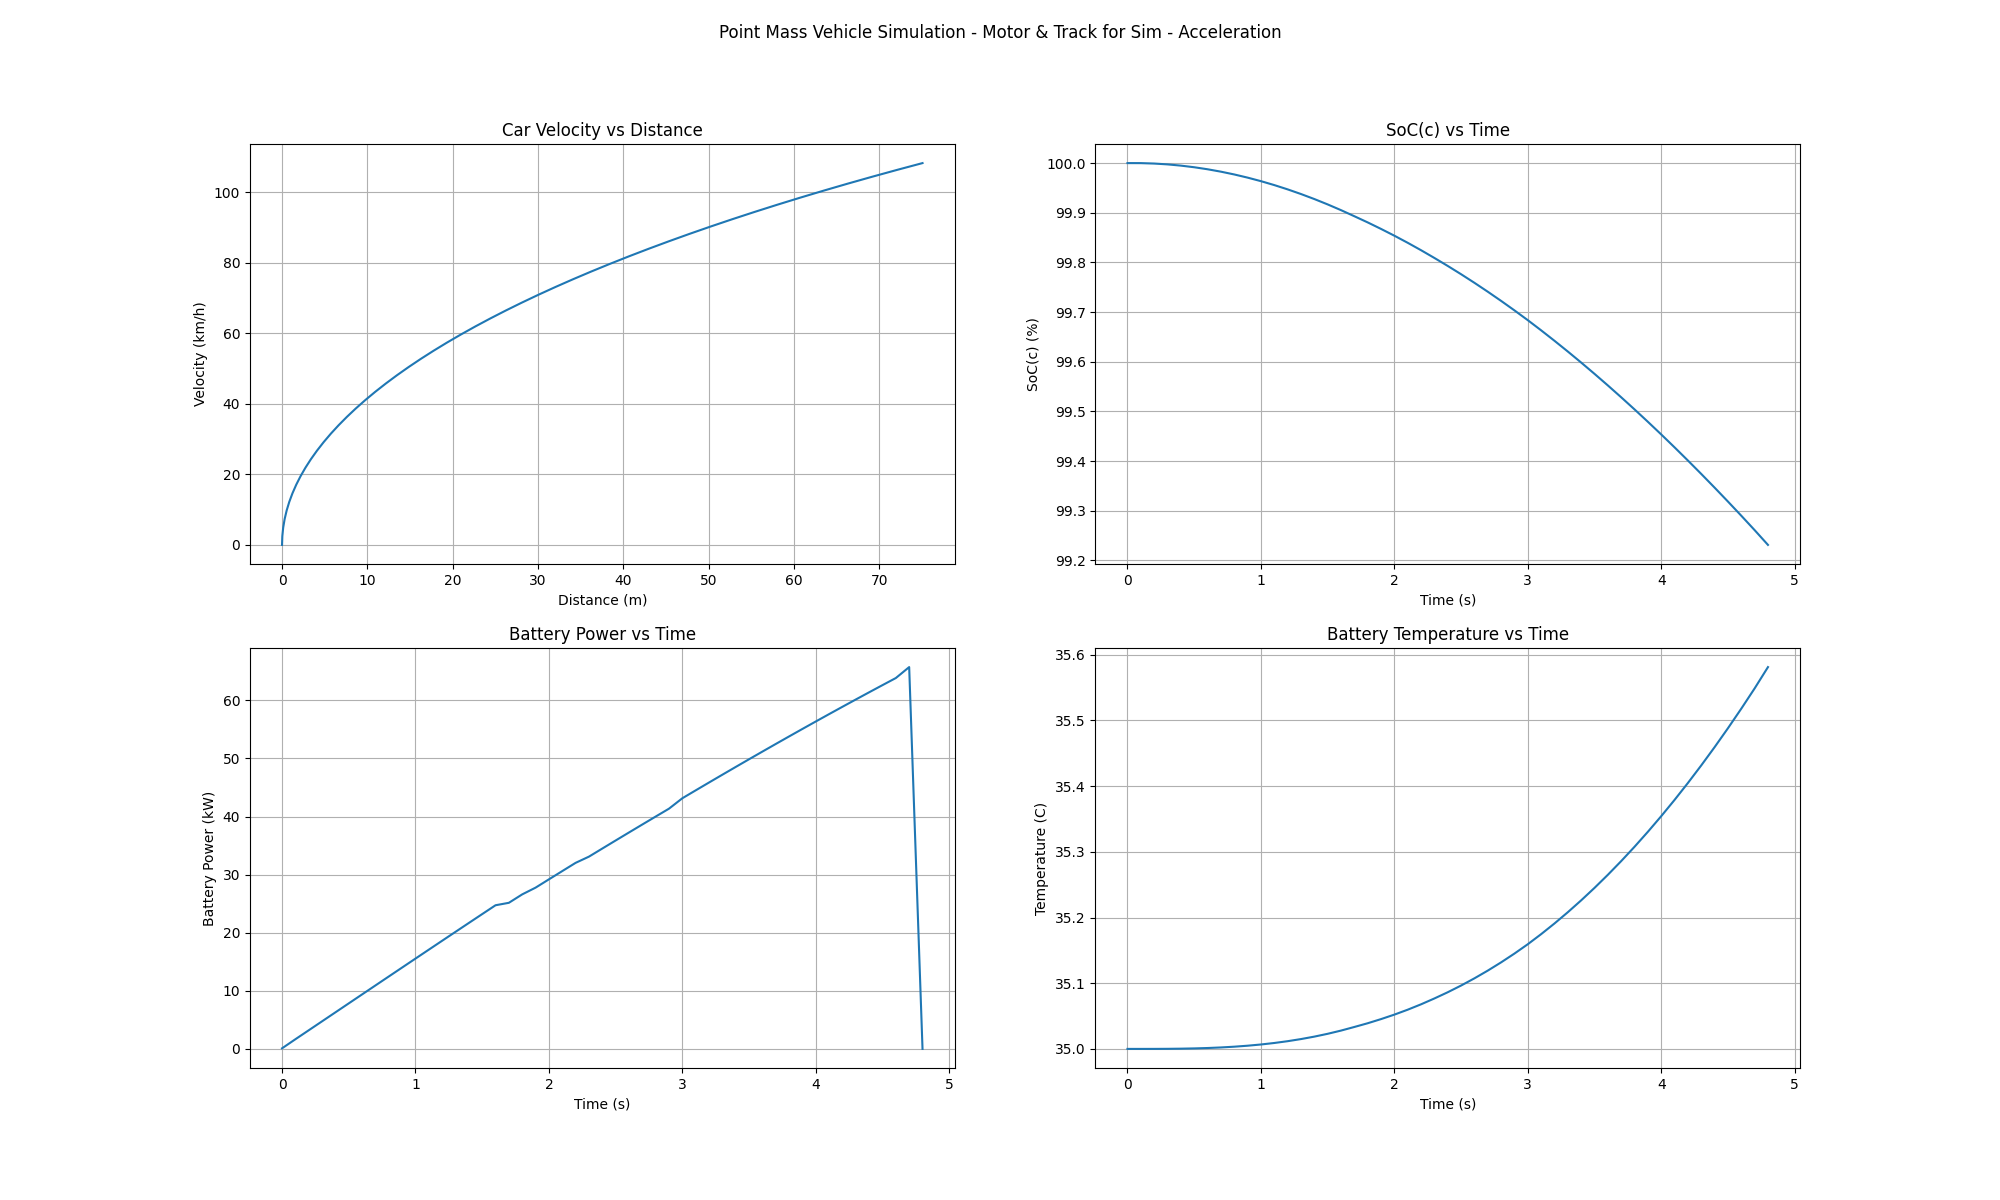 Point Mass Vehicle Simulation - Motor & Track for Sim - Acceleration
Car Velocity vs Distance
Velocity (km/h)
100
80
60
40
20
0
0 10 20 30 40 50 60 70
Distance (m)
SoC(c) vs Time
SoC(c) (%)
100.0
99.9
99.8
99.7
99.6
99.5
99.4
99.3
99.2
0 1 2 3 4 5
Time (s)
Battery Power vs Time
Battery Power (kW)
60
50
40
30
20
10
0
0 1 2 3 4 5
Time (s)
Battery Temperature vs Time
Temperature (C)
35.6
35.5
35.4
35.3
35.2
35.1
35.0
0 1 2 3 4 5
Time (s)